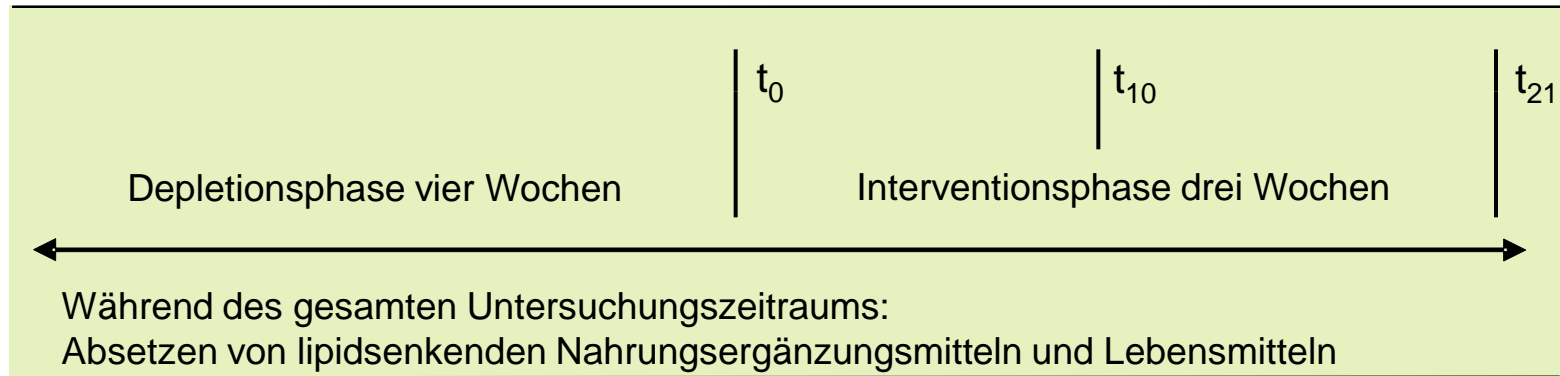 t₀ t₁₀ t₂₁
Depletionsphase vier Wochen Interventionsphase drei Wochen
Während des gesamten Untersuchungszeitraums:
Absetzen von lipidsenkenden Nahrungsergänzungsmitteln und Lebensmitteln